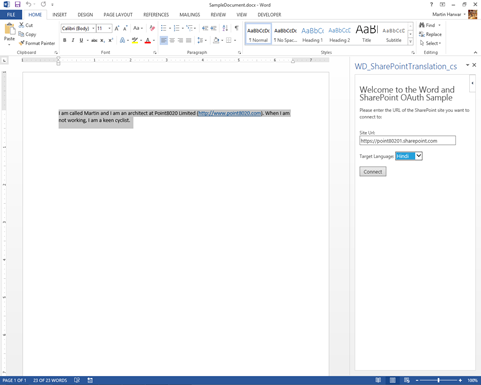 SampleDocument.docx - Word
FILE HOME INSERT DESIGN PAGE LAYOUT REFERENCES MAILINGS REVIEW VIEW DEVELOPER
Paste
Cut
Copy
Format Painter
Clipboard
Calibri (Body) 11
Font
Paragraph
AaBbCcDc AaBbCcDc AaBbCc AaBbCcC AaBl AaBbCcD
¶ Normal ¶ No Spac... Heading 1 Heading 2 Title Subtitle
Styles
Find
Replace
Select
Editing
I am called Martin and I am an architect at Point8020 Limited (http://www.point8020.com). When I am
not working, I am a keen cyclist.
WD_SharePointTranslation_cs
Welcome to the Word and
SharePoint OAuth Sample
Please enter the URL of the SharePoint site you want to
connect to:
Site Url:
https://point80201.sharepoint.com
Target Language: Hindi
Connect
PAGE 1 OF 1 23 OF 23 WORDS
100%